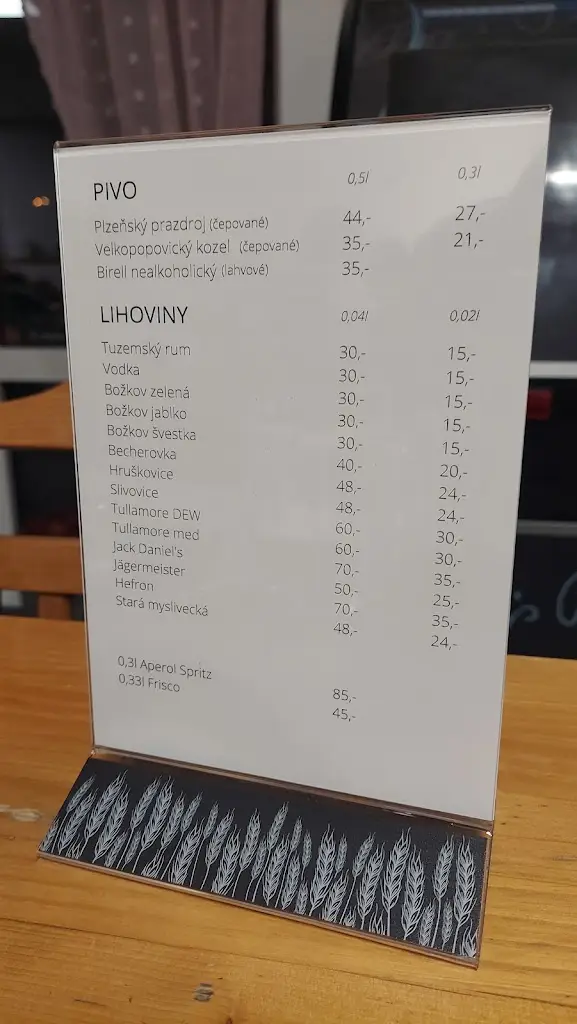 PIVO 0,5l 0,3l
Plzeňský prazdroj (čepované) 44,- 27,-
Velkopopovický kozel (čepované) 35,- 21,-
Birell nealkoholický (lahvové) 35,-
LIHOVINY 0,04l 0,02l
Tuzemský rum 30,- 15,-
Vodka 30,- 15,-
Božkov zelená 30,- 15,-
Božkov jablko 30,- 15,-
Božkov švestka 30,- 15,-
Becherovka 40,- 20,-
Hruškovice 48,- 24,-
Slivovice 48,- 24,-
Tullamore DEW 60,- 30,-
Tullamore med 60,- 30,-
Jack Daniel's 70,- 35,-
Jägermeister 50,- 25,-
Hefron 70,- 35,-
Stará myslivecká 48,- 24,-
0,3l Aperol Spritz 85,-
0,33l Frisco 45,-